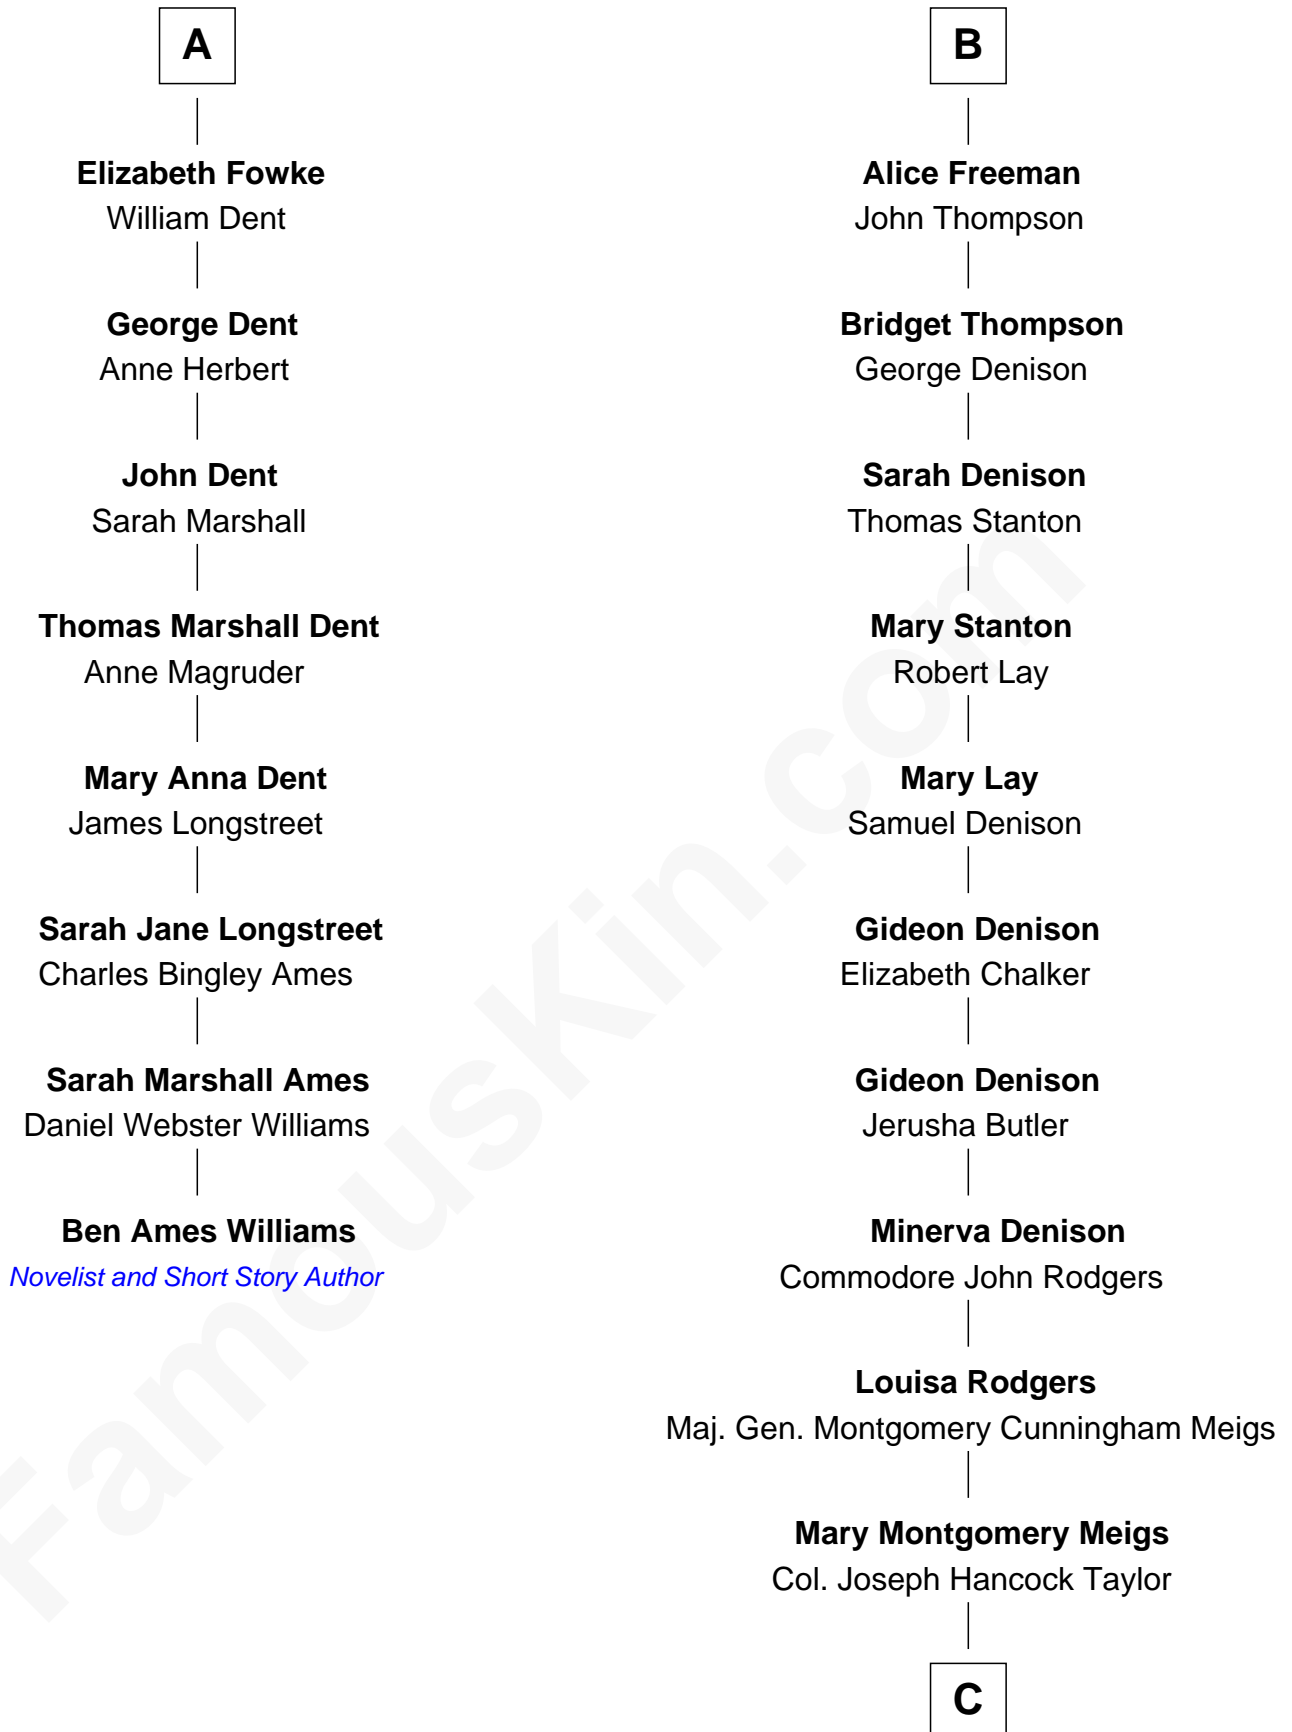 A
Elizabeth Fowke
William Dent
George Dent
Anne Herbert
John Dent
Sarah Marshall
Thomas Marshall Dent
Anne Magruder
Mary Anna Dent
James Longstreet
Sarah Jane Longstreet
Charles Bingley Ames
Sarah Marshall Ames
Daniel Webster Williams
Ben Ames Williams
Novelist and Short Story Author
B
Alice Freeman
John Thompson
Bridget Thompson
George Denison
Sarah Denison
Thomas Stanton
Mary Stanton
Robert Lay
Mary Lay
Samuel Denison
Gideon Denison
Elizabeth Chalker
Gideon Denison
Jerusha Butler
Minerva Denison
Commodore John Rodgers
Louisa Rodgers
Maj. Gen. Montgomery Cunningham Meigs
Mary Montgomery Meigs
Col. Joseph Hancock Taylor
C
FamousKin.com